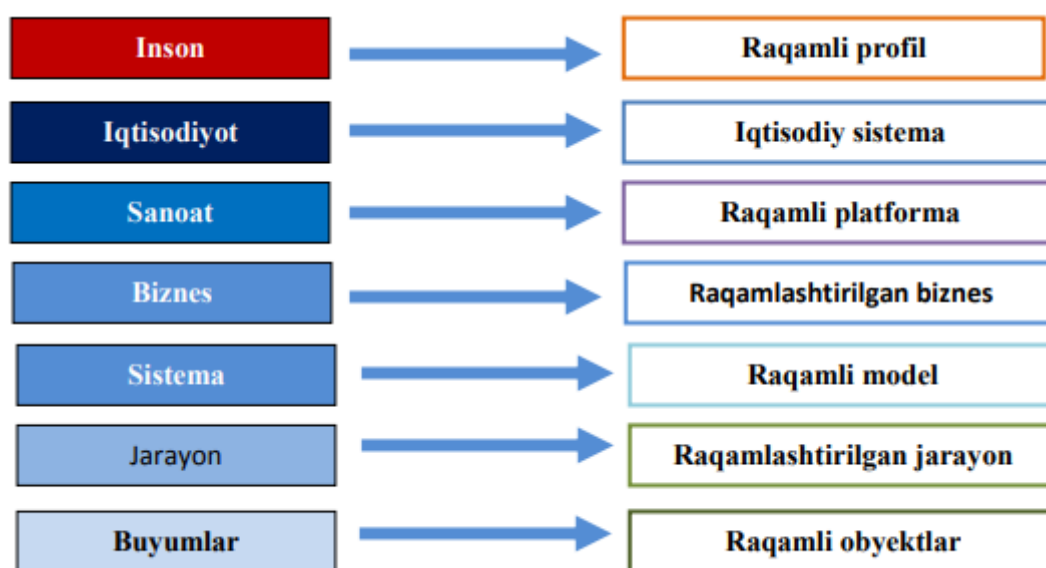 Inson
Raqamli profil
Iqtisodiyot
Iqtisodiy sistema
Sanoat
Raqamli platforma
Biznes
Raqamlashtirilgan biznes
Sistema
Raqamli model
Jarayon
Raqamlashtirilgan jarayon
Buyumlar
Raqamli obyektlar